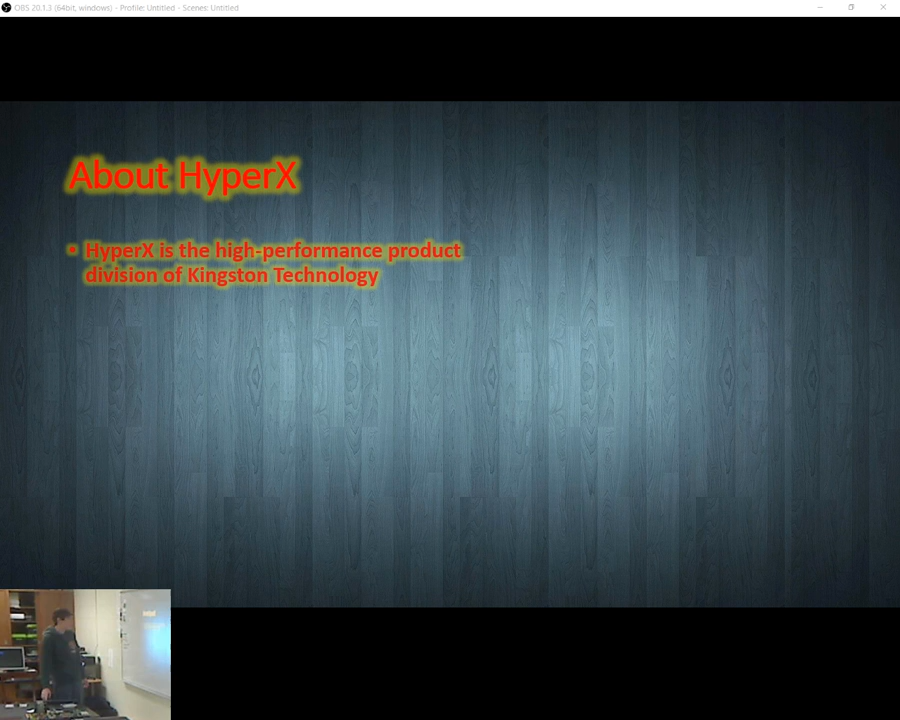 OBS 20.1.3 (64bit, windows) - Profile: Untitled - Scenes: Untitled
About HyperX
• HyperX is the high-performance product
division of Kingston Technology